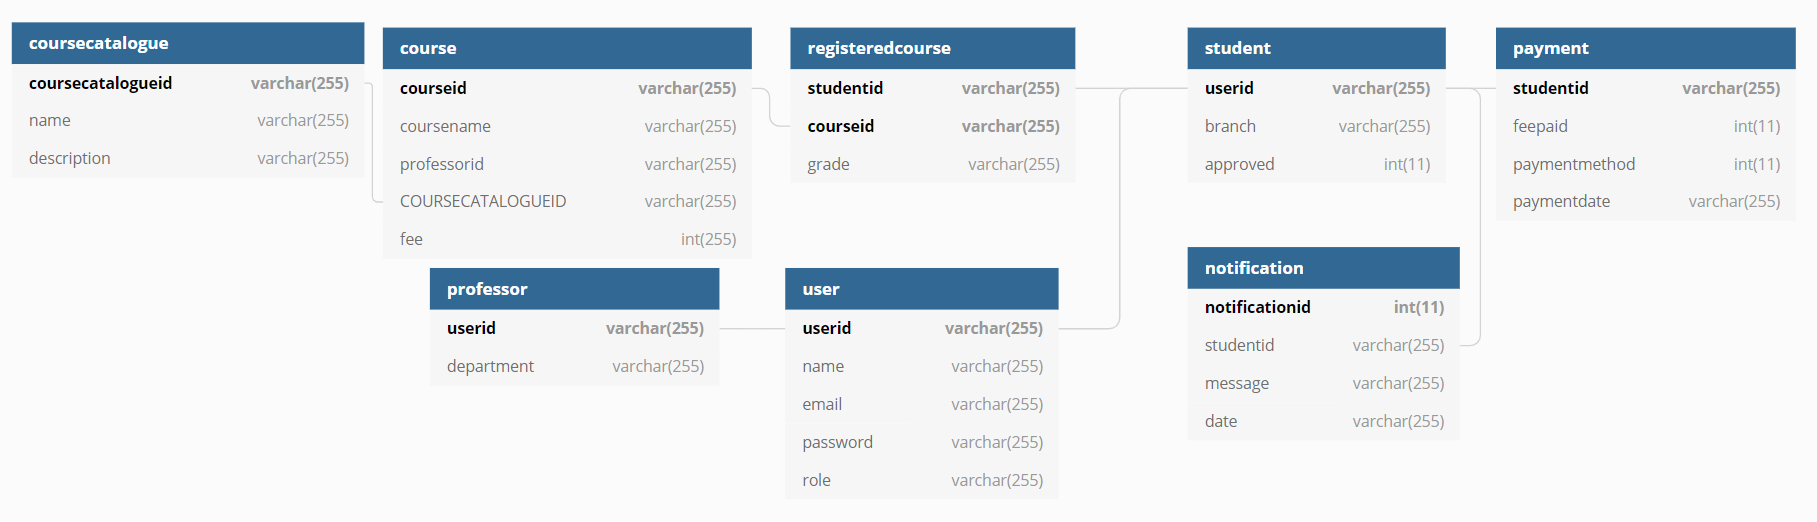 coursecatalogue
coursecatalogueid varchar(255)
name varchar(255)
description varchar(255)
course
courseid varchar(255)
coursename varchar(255)
professorid varchar(255)
COURSECATALOGUEID varchar(255)
fee int(255)
registeredcourse
studentid varchar(255)
courseid varchar(255)
grade varchar(255)
student
userid varchar(255)
branch varchar(255)
approved int(11)
payment
studentid varchar(255)
feepaid int(11)
paymentmethod int(11)
paymentdate varchar(255)
professor
userid varchar(255)
department varchar(255)
user
userid varchar(255)
name varchar(255)
email varchar(255)
password varchar(255)
role varchar(255)
notification
notificationid int(11)
studentid varchar(255)
message varchar(255)
date varchar(255)